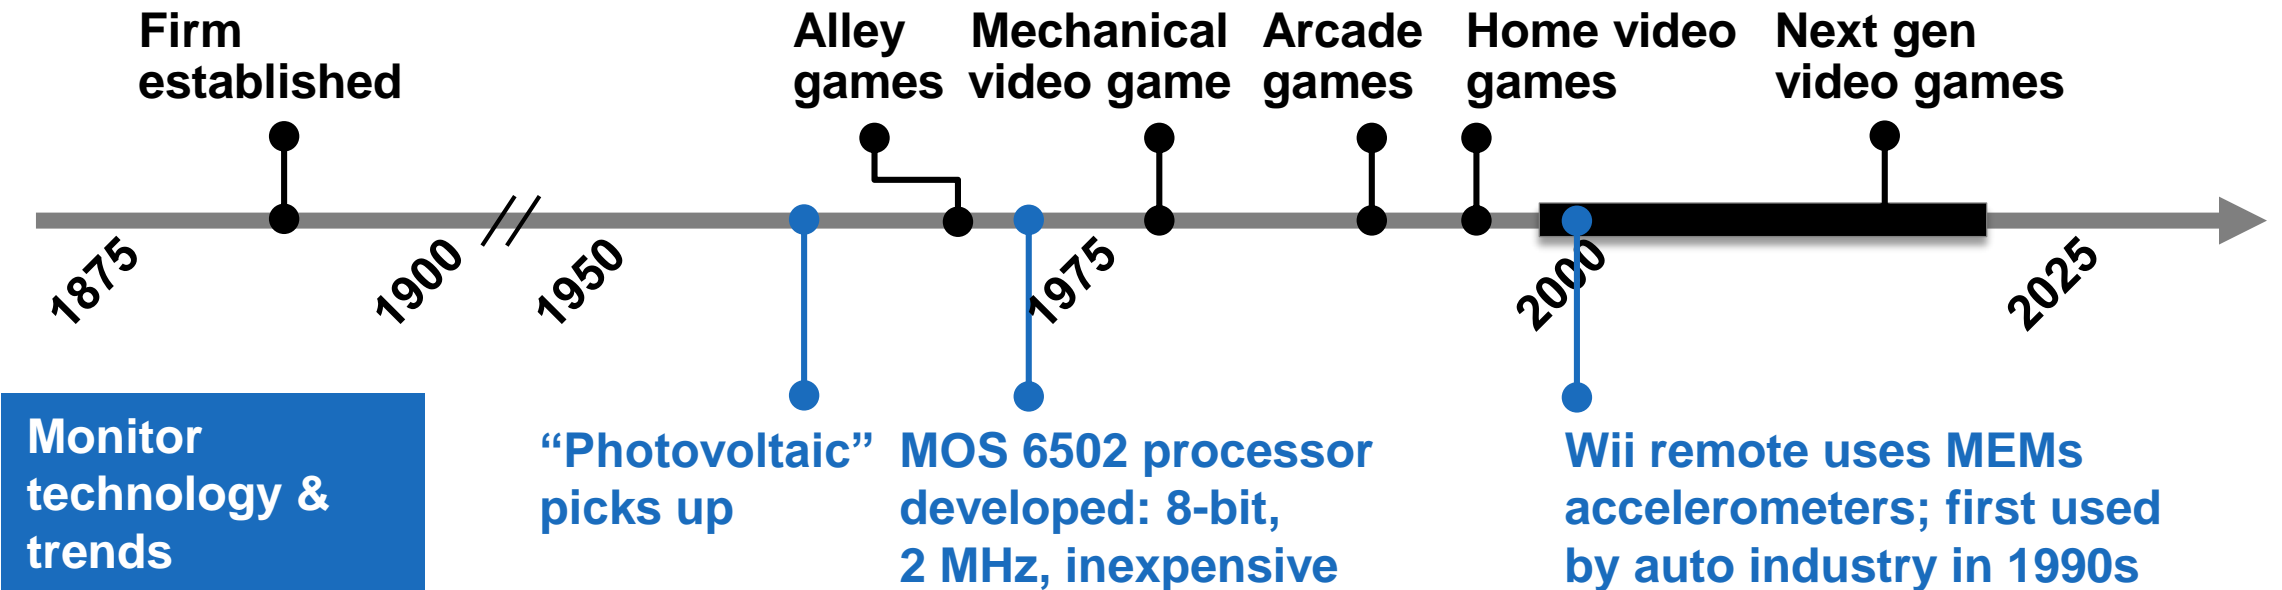 Firm
established
Alley
games
Mechanical
video game
Arcade
games
Home video
games
Next gen
video games
1875
1900
1950
1975
2000
2025
Monitor
technology &
trends
“Photovoltaic”
picks up
MOS 6502 processor
developed: 8-bit,
2 MHz, inexpensive
Wii remote uses MEMs
accelerometers; first used
by auto industry in 1990s